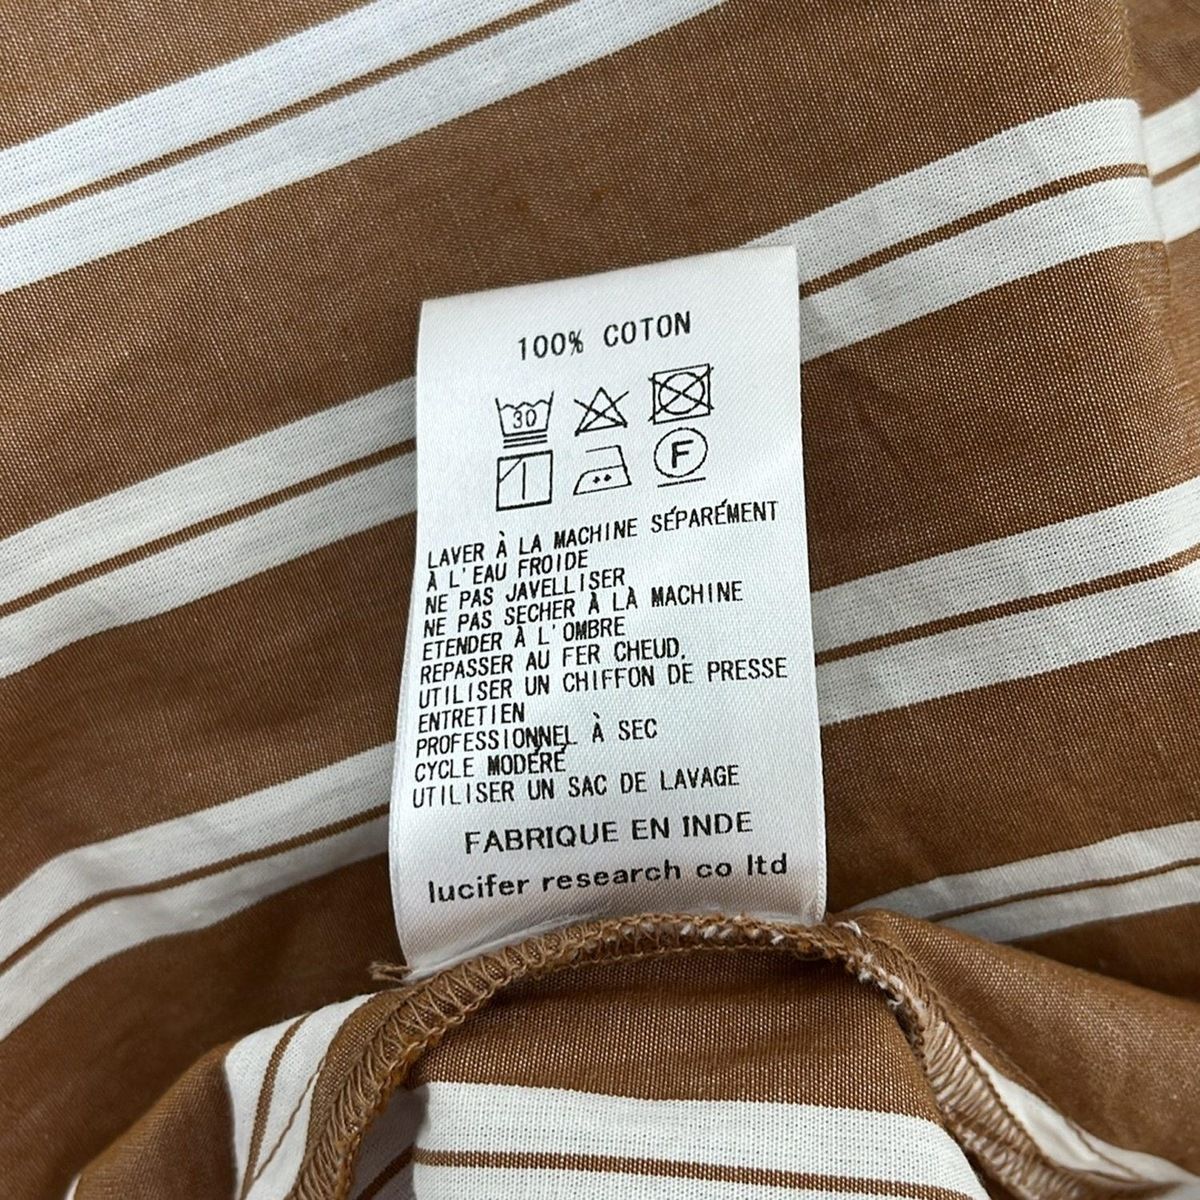 100% COTON
30
F
LAVER À LA MACHINE SÉPARÉMENT
À L'EAU FROIDE
NE PAS JAVELLISER
NE PAS SECHER À LA MACHINE
ETENDER À L'OMBRE
REPASSER AU FER CHEUD.
UTILISER UN CHIFFON DE PRESSE
ENTRETIEN
PROFESSIONNEL À SEC
CYCLE MODÉRÉ
UTILISER UN SAC DE LAVAGE
FABRIQUE EN INDE
lucifer research co ltd